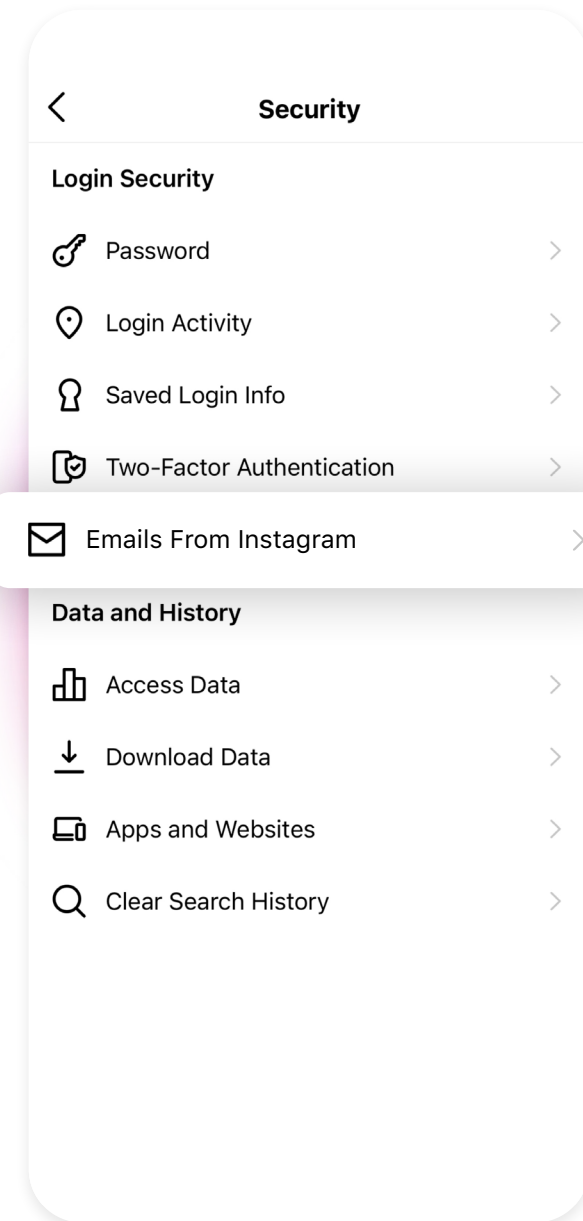 Security
Login Security
Password
Login Activity
Saved Login Info
Two-Factor Authentication
Emails From Instagram
Data and History
Access Data
Download Data
Apps and Websites
Clear Search History